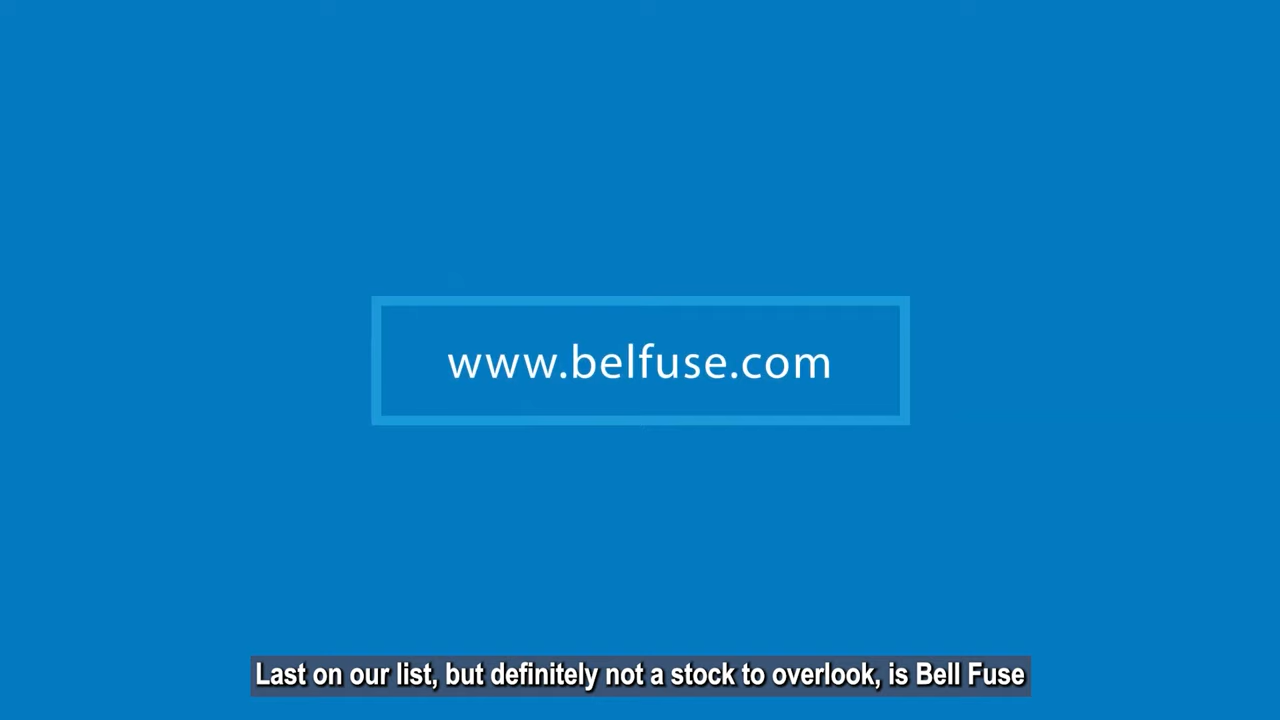 www.belfuse.com
Last on our list, but definitely not a stock to overlook, is Bell Fuse